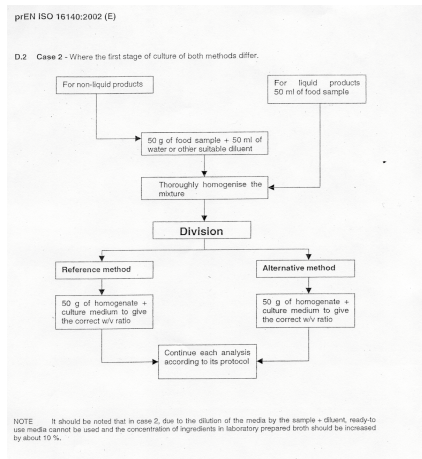 prEN ISO 16140:2002 (E)
D.2 Case 2 - Where the first stage of culture of both methods differ.
For non-liquid products
For liquid products
50 ml of food sample
50 g of food sample + 50 ml of
water or other suitable diluent
Thoroughly homogenise the
mixture
Division
Reference method
Alternative method
50 g of homogenate +
culture medium to give
the correct w/v ratio
50 g of homogenate +
culture medium to give
the correct w/v ratio
Continue each analysis
according to its protocol
NOTE It should be noted that in case 2, due to the dilution of the media by the sample + diluent, ready-to
use media cannot be used and the concentration of ingredients in laboratory prepared broth should be increased
by about 10 %.